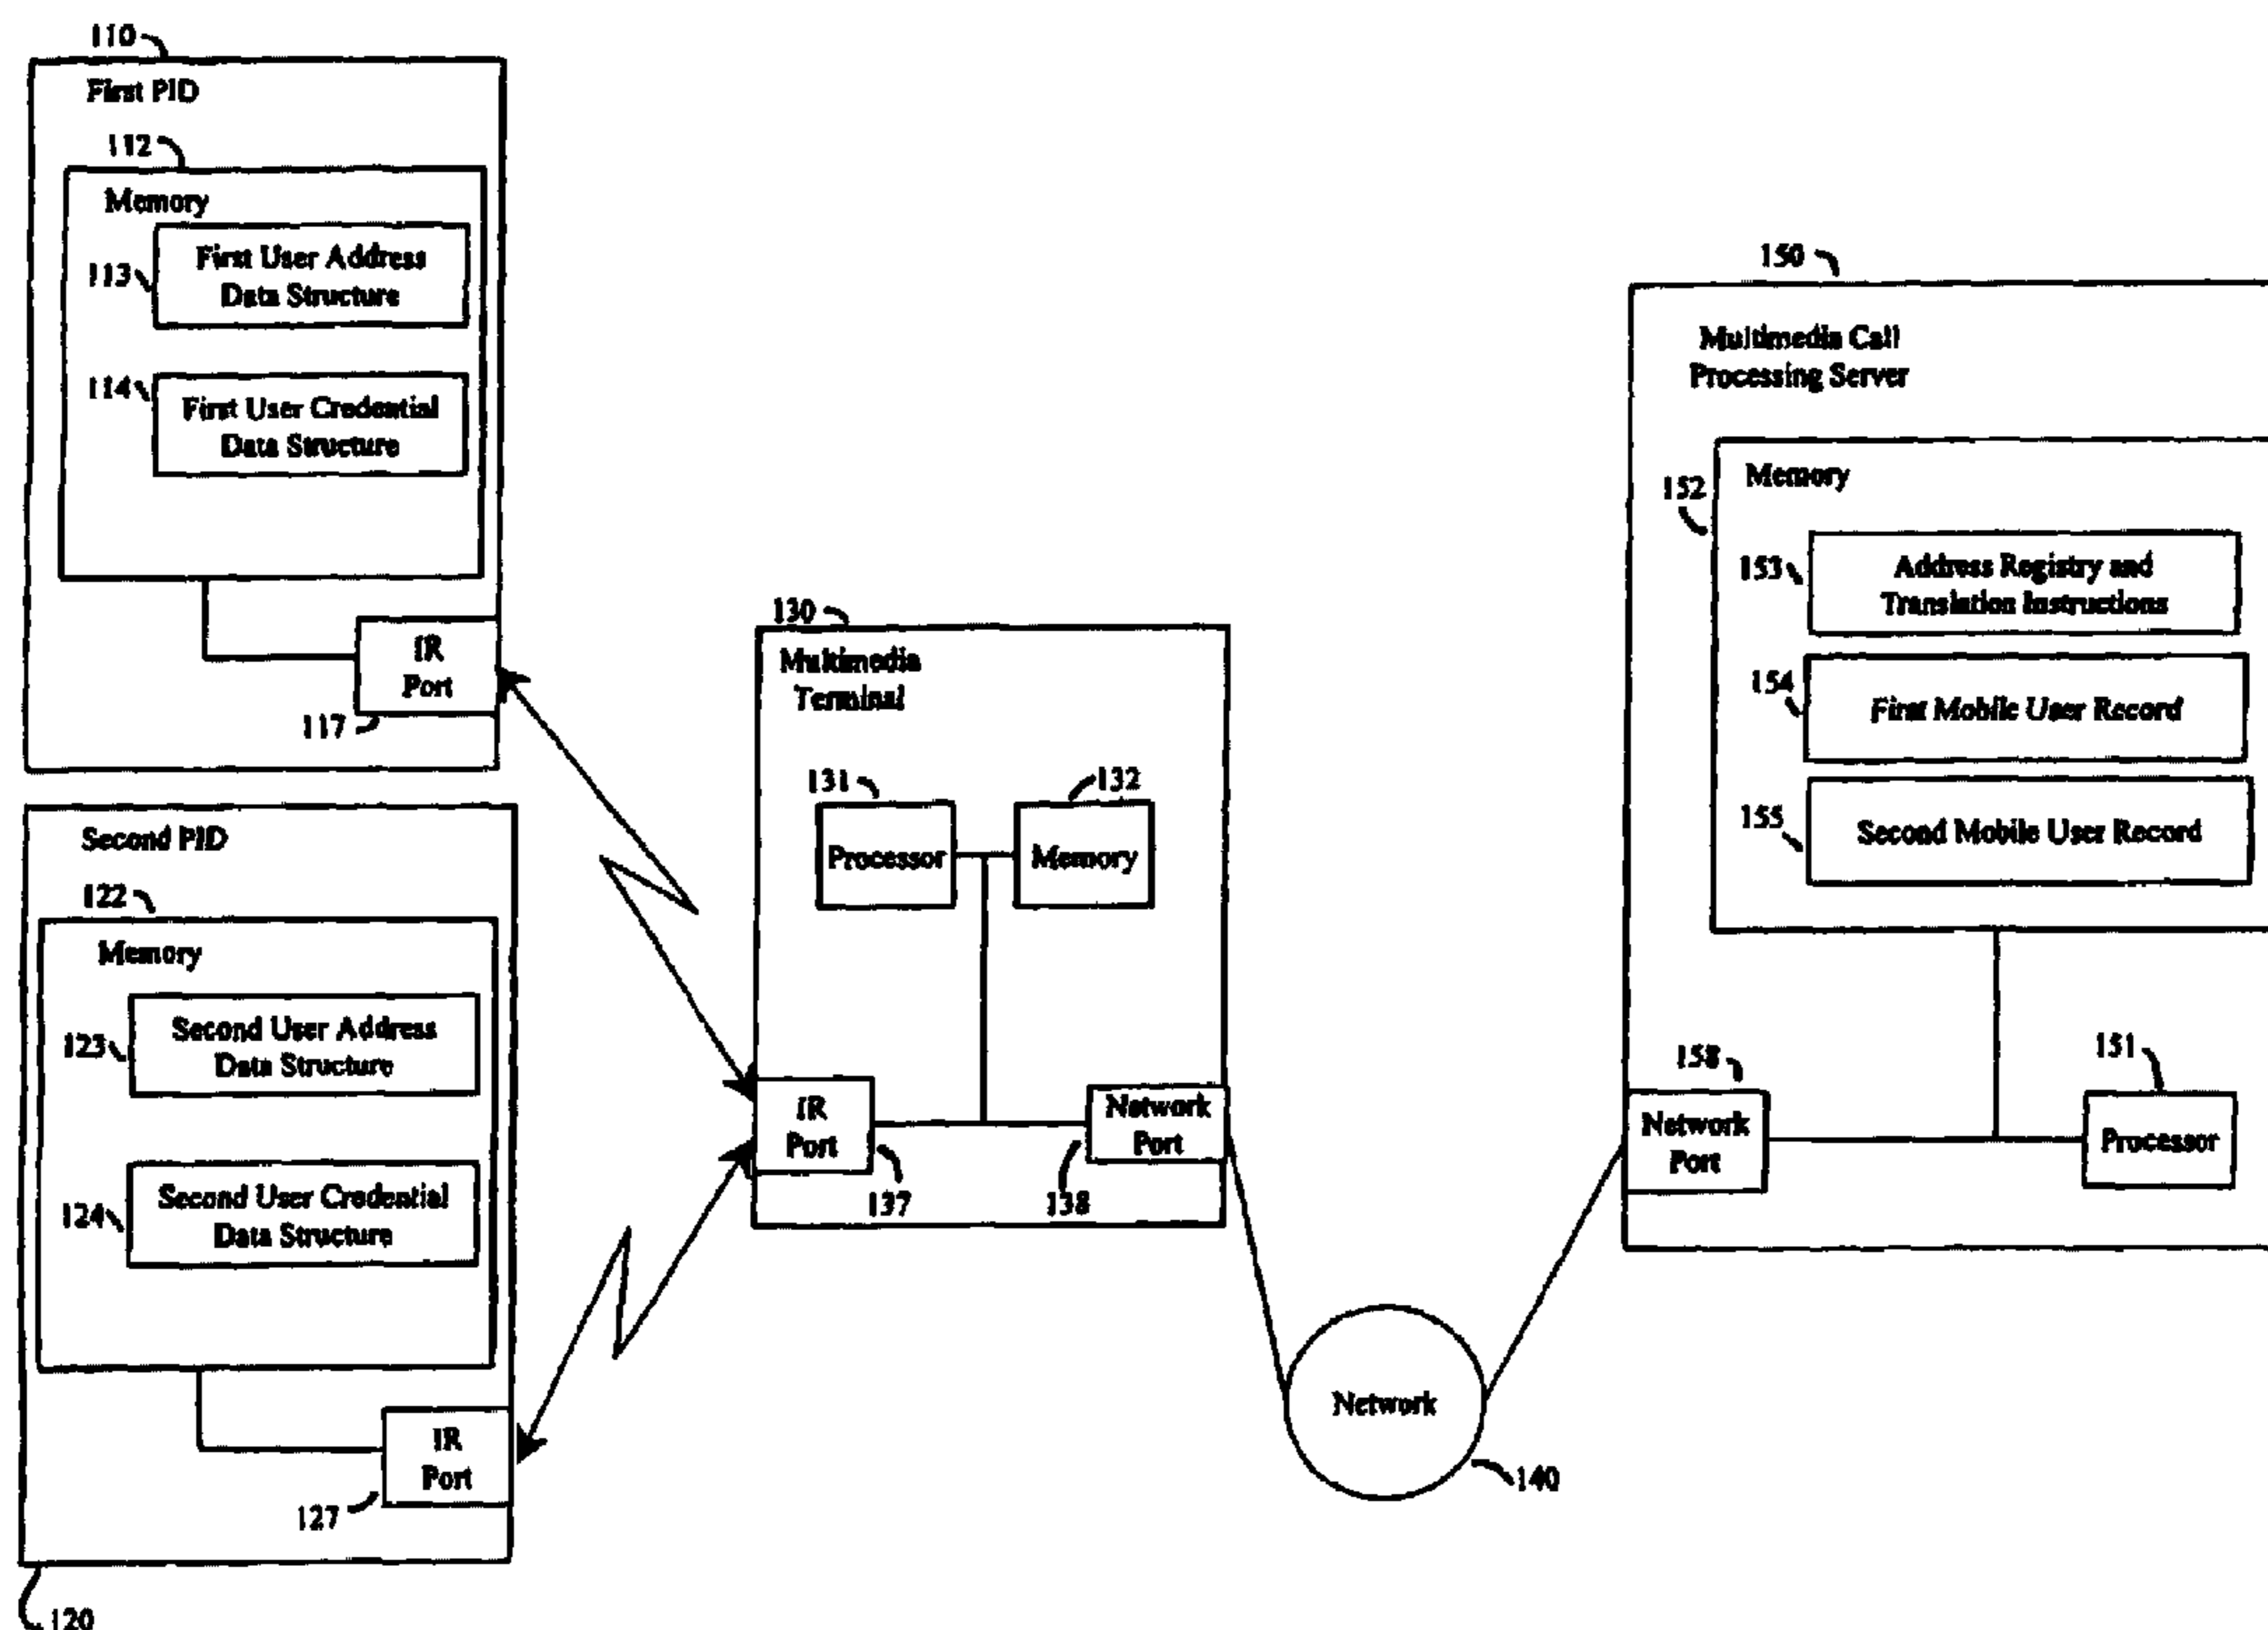 110
First PID
112
Memory
113
First User Address
Data Structure
114
First User Credential
Data Structure
IR
Port
117
Second PID
122
Memory
123
Second User Address
Data Structure
124
Second User Credential
Data Structure
IR
Port
127
120
130
Multimedia
Terminal
131
132
Processor
Memory
IR
Port
Network
Port
137
138
Network
140
150
Multimedia Call
Processing Server
152
Memory
153
Address Registry and
Translation Instructions
154
First Mobile User Record
155
Second Mobile User Record
158
151
Network
Port
Processor